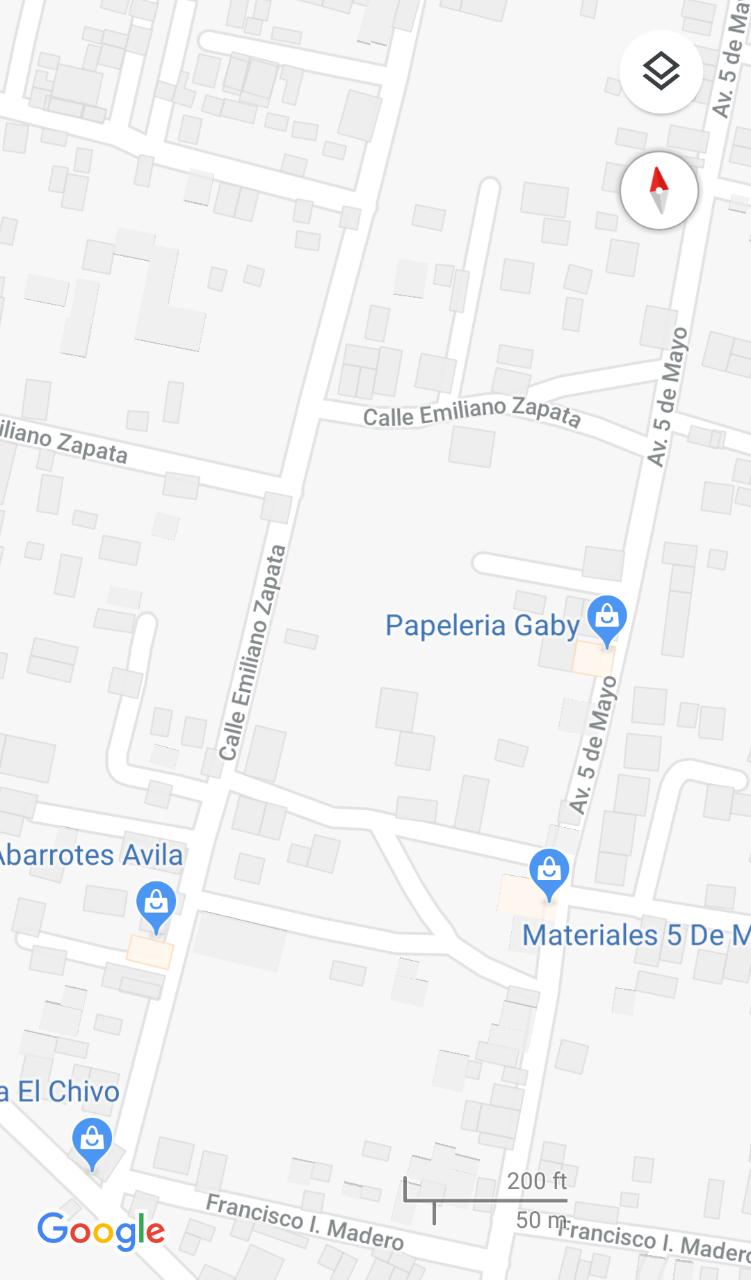 Av. 5 de Ma
Calle Emiliano Zapata
Av. 5 de Mayo
iliano Zapata
Calle Emiliano Zapata
Papeleria Gaby
Av. 5 de Mayo
Abarrotes Avila
Materiales 5 De M
a El Chivo
200 ft
50 m
Francisco I. Madero
Francisco I. Madero
Google